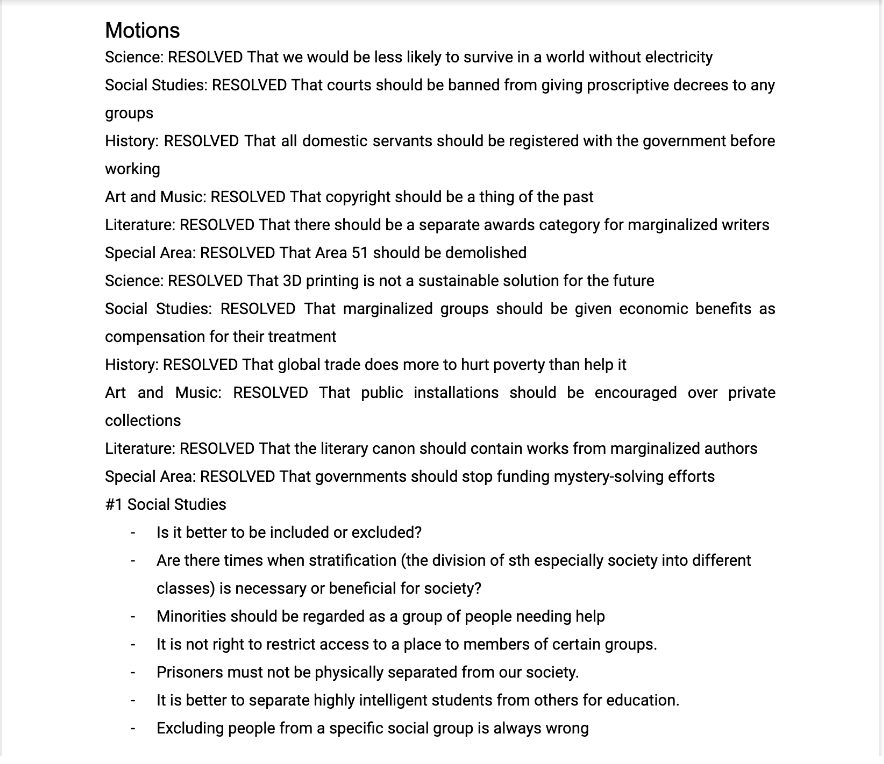 Motions
Science: RESOLVED That we would be less likely to survive in a world without electricity
Social Studies: RESOLVED That courts should be banned from giving proscriptive decrees to any
groups
History: RESOLVED That all domestic servants should be registered with the government before
working
Art and Music: RESOLVED That copyright should be a thing of the past
Literature: RESOLVED That there should be a separate awards category for marginalized writers
Special Area: RESOLVED That Area 51 should be demolished
Science: RESOLVED That 3D printing is not a sustainable solution for the future
Social Studies: RESOLVED That marginalized groups should be given economic benefits as
compensation for their treatment
History: RESOLVED That global trade does more to hurt poverty than help it
Art and Music: RESOLVED That public installations should be encouraged over private
collections
Literature: RESOLVED That the literary canon should contain works from marginalized authors
Special Area: RESOLVED That governments should stop funding mystery-solving efforts
#1 Social Studies
- Is it better to be included or excluded?
- Are there times when stratification (the division of sth especially society into different
classes) is necessary or beneficial for society?
- Minorities should be regarded as a group of people needing help
- It is not right to restrict access to a place to members of certain groups.
- Prisoners must not be physically separated from our society.
- It is better to separate highly intelligent students from others for education.
- Excluding people from a specific social group is always wrong